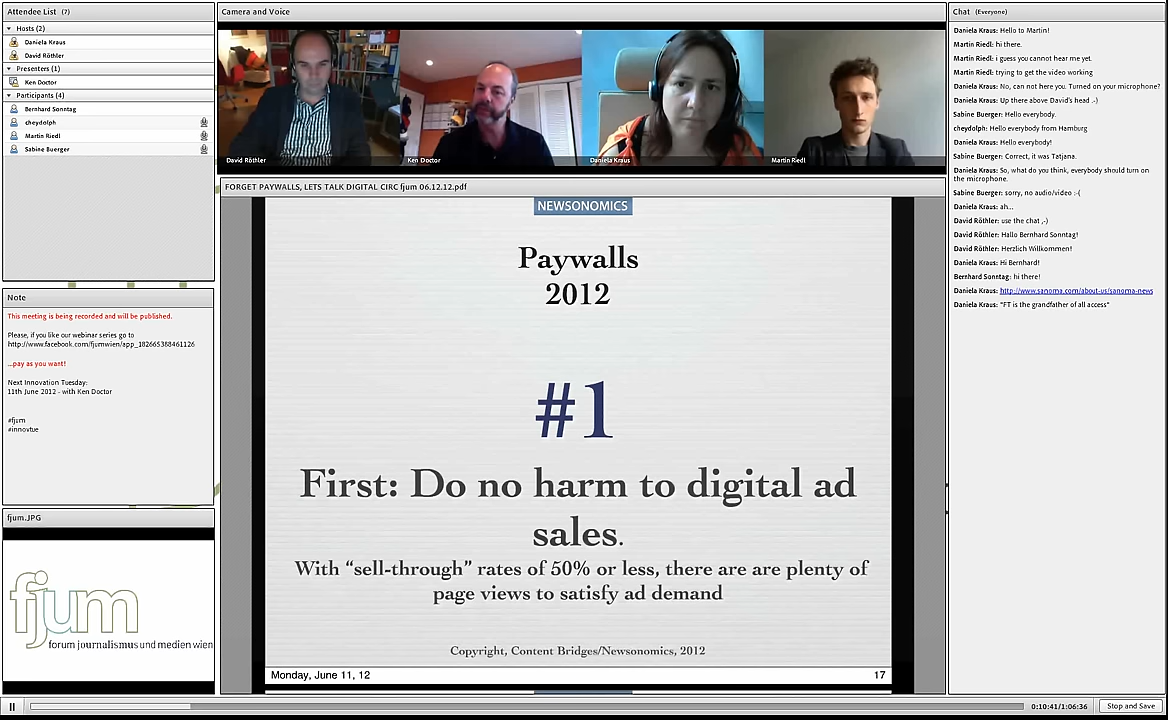 Attendee List (7)
Hosts (2)
Daniela Kraus
David Röthler
Presenters (1)
Ken Doctor
Participants (4)
Bernhard Sonntag
cheydolph
Martin Riedl
Sabine Buerger
Note
This meeting is being recorded and will be published.
Please, if you like our webinar series go to
http://www.facebook.com/fjumwien/app_182665388461126
...pay as you want!
Next Innovation Tuesday:
11th June 2012 - with Ken Doctor
#fjum
#innovtue
fjum.JPG
fjum
forum journalismus und medien wien
Camera and Voice
David Röthler
Ken Doctor
Daniela Kraus
Martin Riedl
FORGET PAYWALLS, LETS TALK DIGITAL CIRC fjum 06.12.12.pdf
NEWSONOMICS
Paywalls
2012
#1
First: Do no harm to digital ad
sales.
With “sell-through” rates of 50% or less, there are are plenty of
page views to satisfy ad demand
Copyright, Content Bridges/Newsonomics, 2012
Monday, June 11, 12
17
Chat (Everyone)
Daniela Kraus: Hello to Martin!
Martin Riedl: hi there.
Martin Riedl: i guess you cannot hear me yet.
Martin Riedl: trying to get the video working
Daniela Kraus: No, can not here you. Turned on your microphone?
Daniela Kraus: Up there above David's head :-)
Sabine Buerger: Hello everybody.
cheydolph: Hello everybody from Hamburg
Daniela Kraus: Hello everybody!
Sabine Buerger: Correct, it was Tatjana.
Daniela Kraus: So, what do you think, everybody should turn on
the microphone.
Sabine Buerger: sorry, no audio/video :-(
Daniela Kraus: ah...
David Röthler: use the chat ,-)
David Röthler: Hallo Bernhard Sonntag!
David Röthler: Herzlich Willkommen!
Daniela Kraus: Hi Bernhard!
Bernhard Sonntag: hi there!
Daniela Kraus: http://www.sanoma.com/about-us/sanoma-news
Daniela Kraus: "FT is the grandfather of all access"
0:10:41/1:06:36
Stop and Save